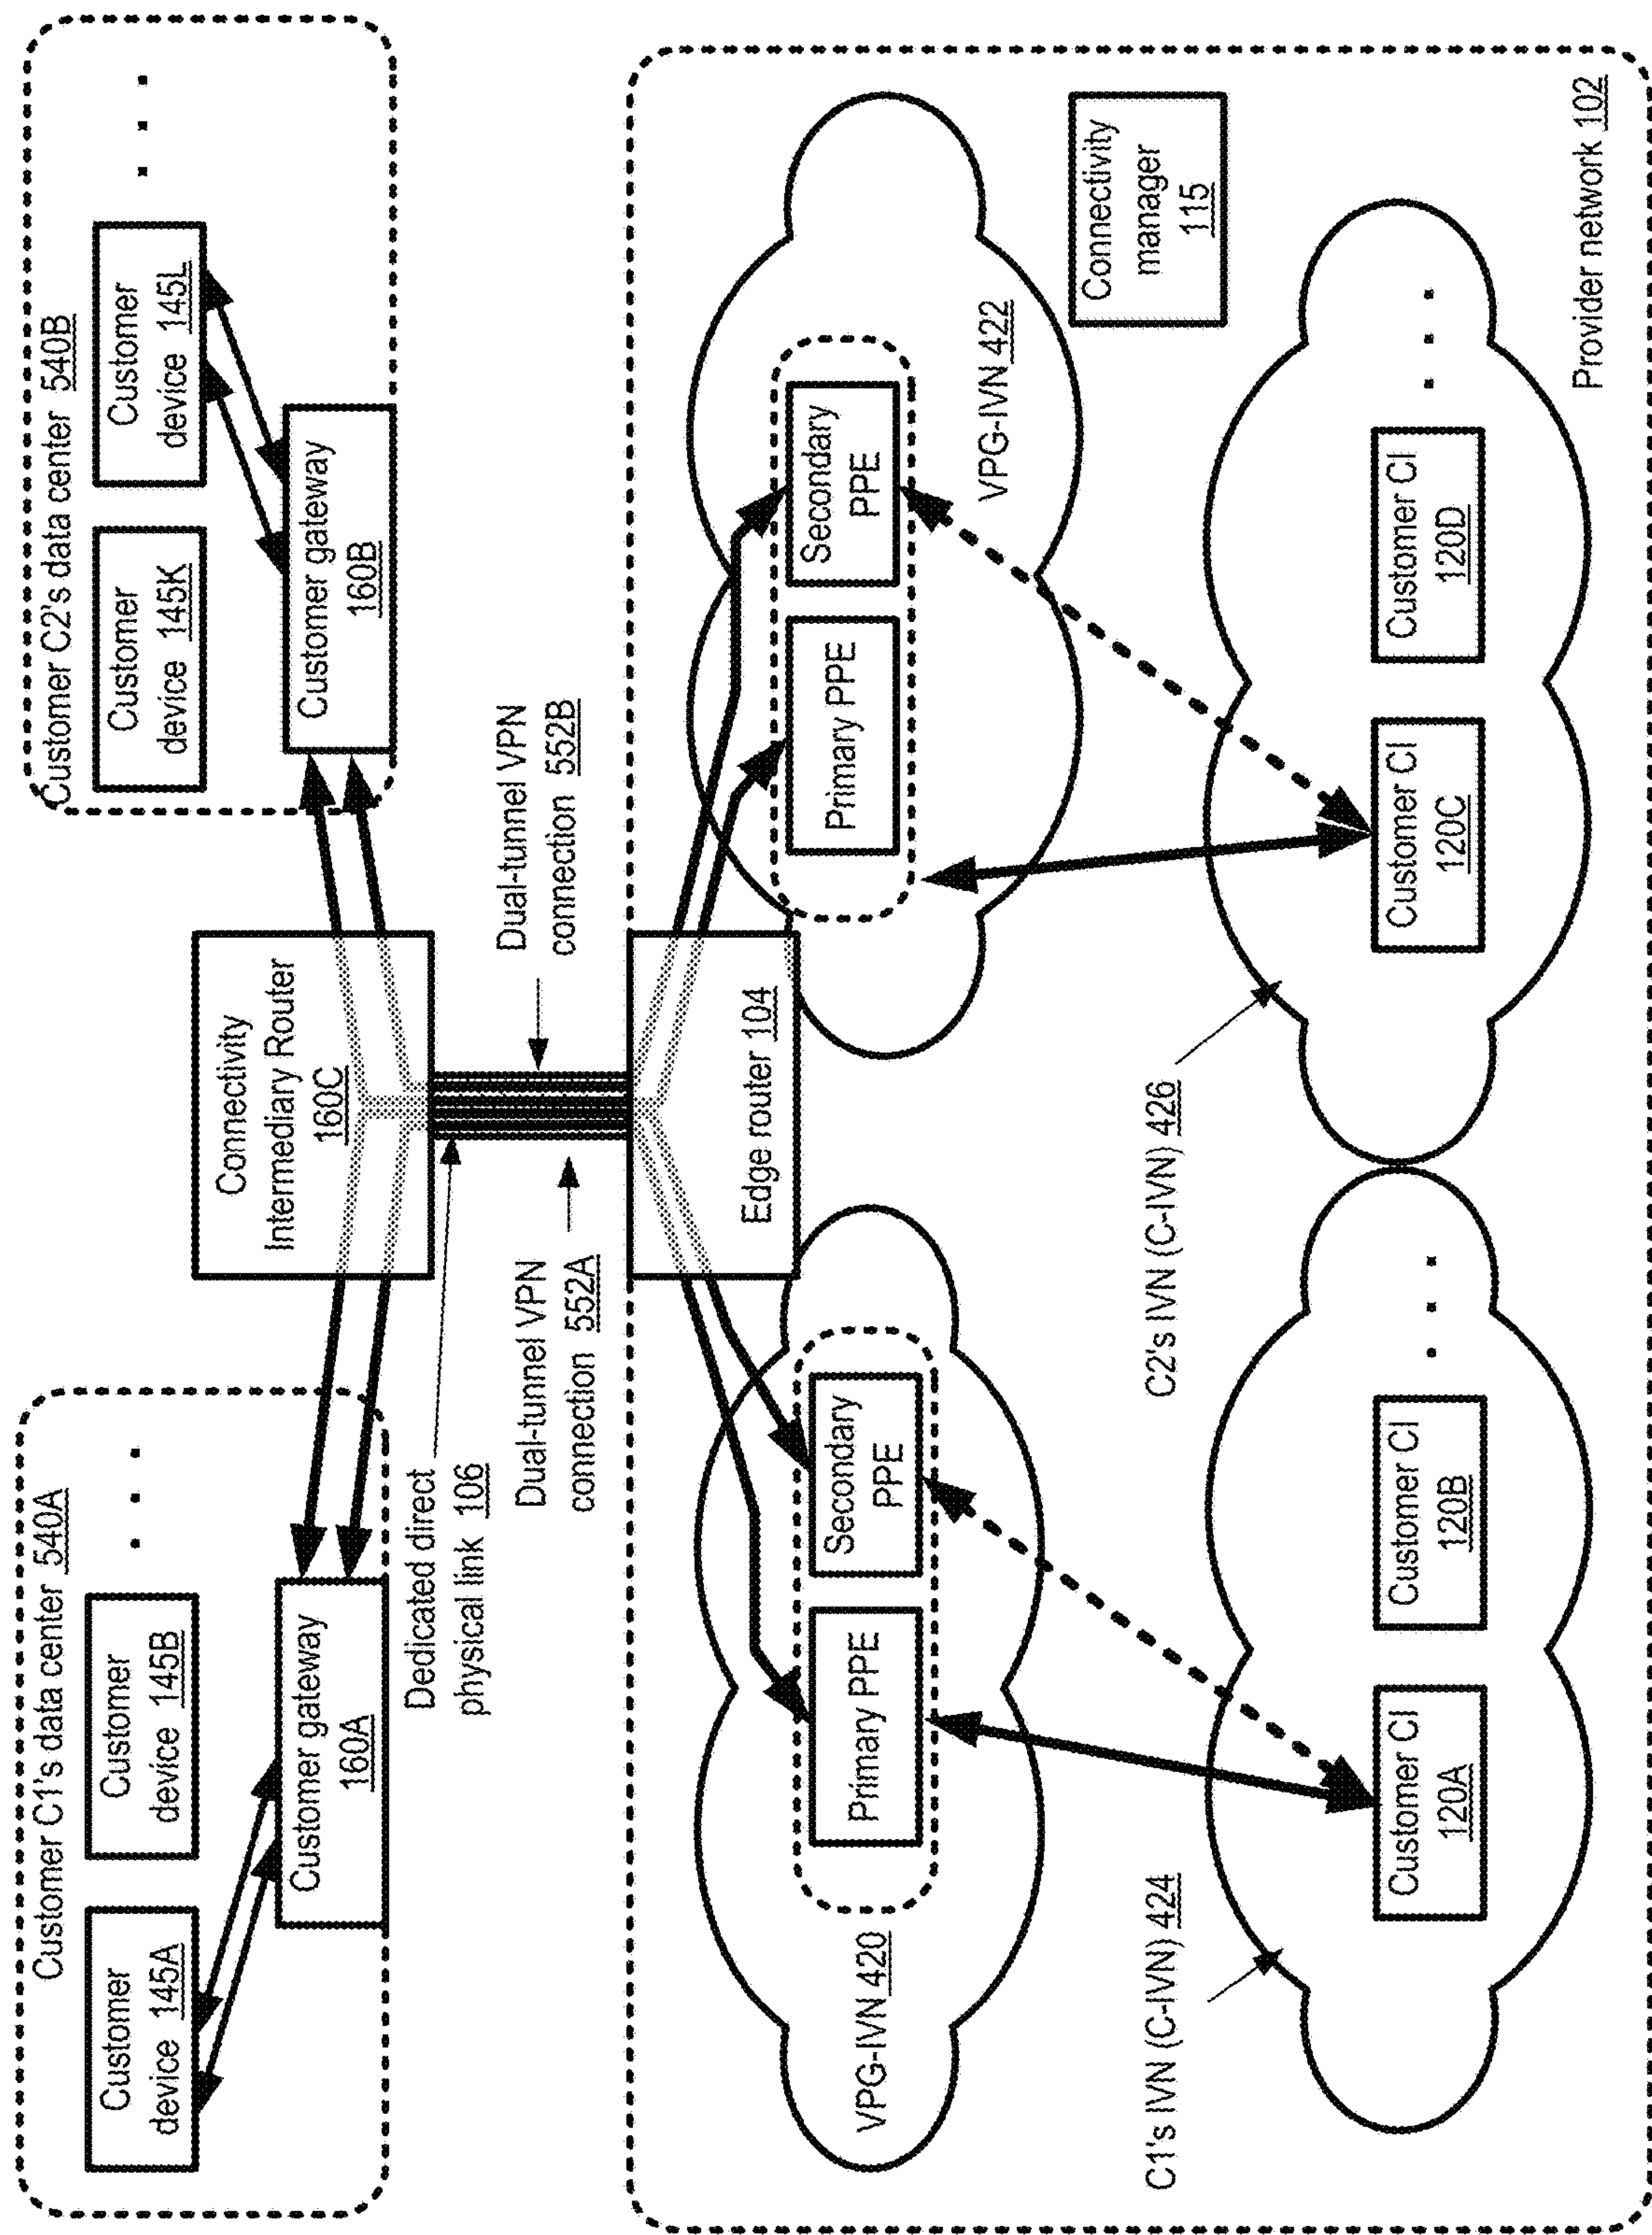 Customer C1's data center 540A
Customer
device 145A
Customer
device 145B
. . .
Customer gateway
160A
Connectivity
Intermediary Router
160C
Customer C2's data center 540B
Customer
device 145K
Customer
device 145L
. . .
Customer gateway
160B
Dedicated direct
physical link 106
Dual-tunnel VPN
connection 552A
Dual-tunnel VPN
connection 552B
Edge router 104
VPG-IVN 420
Primary PPE
Secondary
PPE
Primary PPE
Secondary
PPE
VPG-IVN 422
Connectivity
manager
115
C1's IVN (C-IVN) 424
Customer CI
120A
Customer CI
120B
. . .
C2's IVN (C-IVN) 426
Customer CI
120C
Customer CI
120D
. . .
Provider network 102